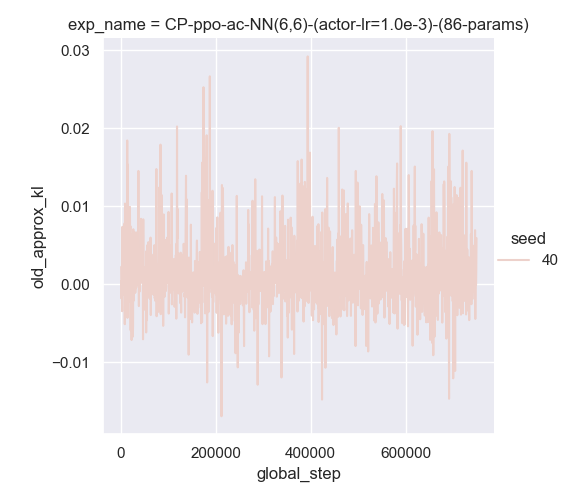 exp_name = CP-ppo-ac-NN(6,6)-(actor-lr=1.0e-3)-(86-params)
0.03
0.02
0.01
0.00
−0.01
old_approx_kl
0
200000
400000
600000
global_step
seed
40